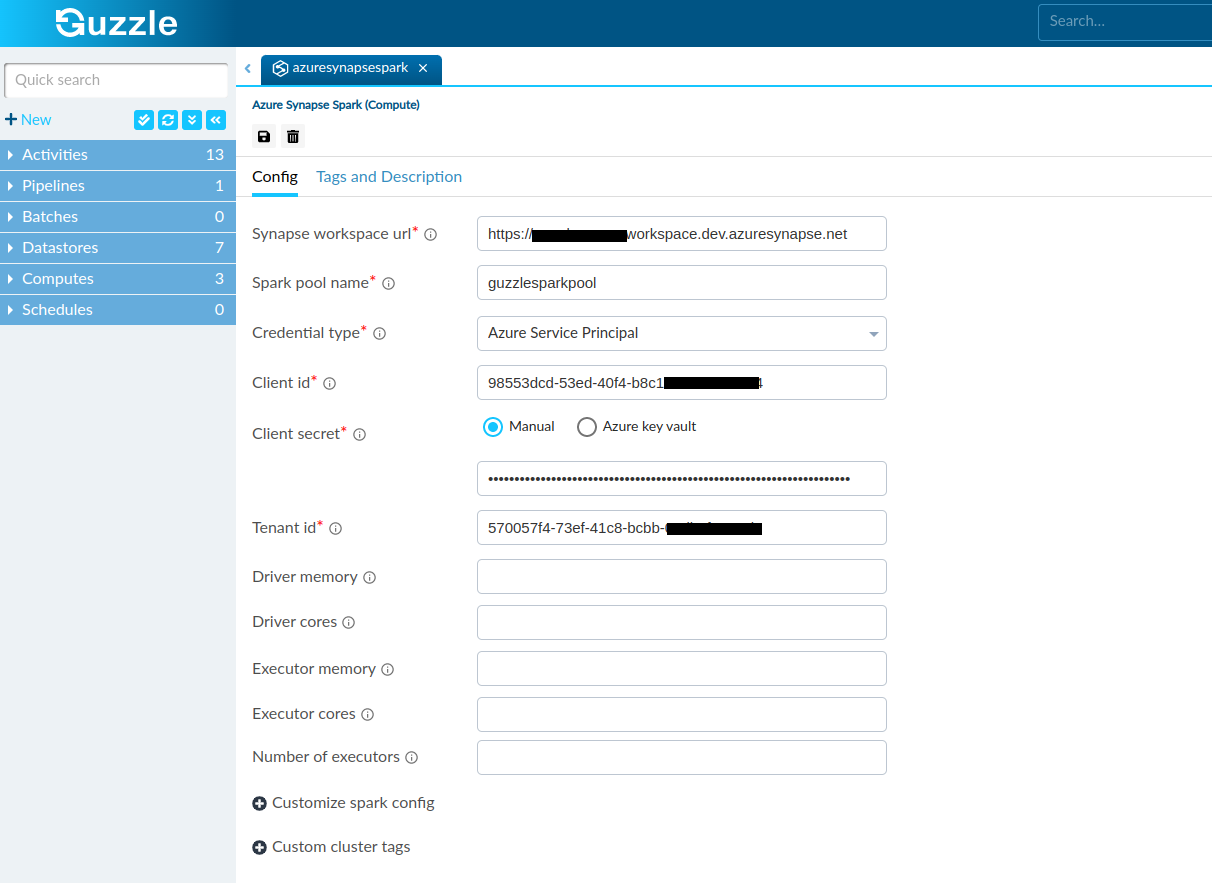 Guzzle
Search...
Quick search
azuresynapsespark
Azure Synapse Spark (Compute)
New
Activities 13
Pipelines 1
Batches 0
Datastores 7
Computes 3
Schedules 0
Config Tags and Description
Synapse workspace url* https:// workspace.dev.azuresynapse.net
Spark pool name* guzzlesparkpool
Credential type* Azure Service Principal
Client id* 98553dcd-53ed-40f4-b8c1
Client secret* Manual Azure key vault
••••••••••••••••••••••••••••••••••••••••••••••••••••••••••••••••••••
Tenant id* 570057f4-73ef-41c8-bcbb-
Driver memory
Driver cores
Executor memory
Executor cores
Number of executors
Customize spark config
Custom cluster tags